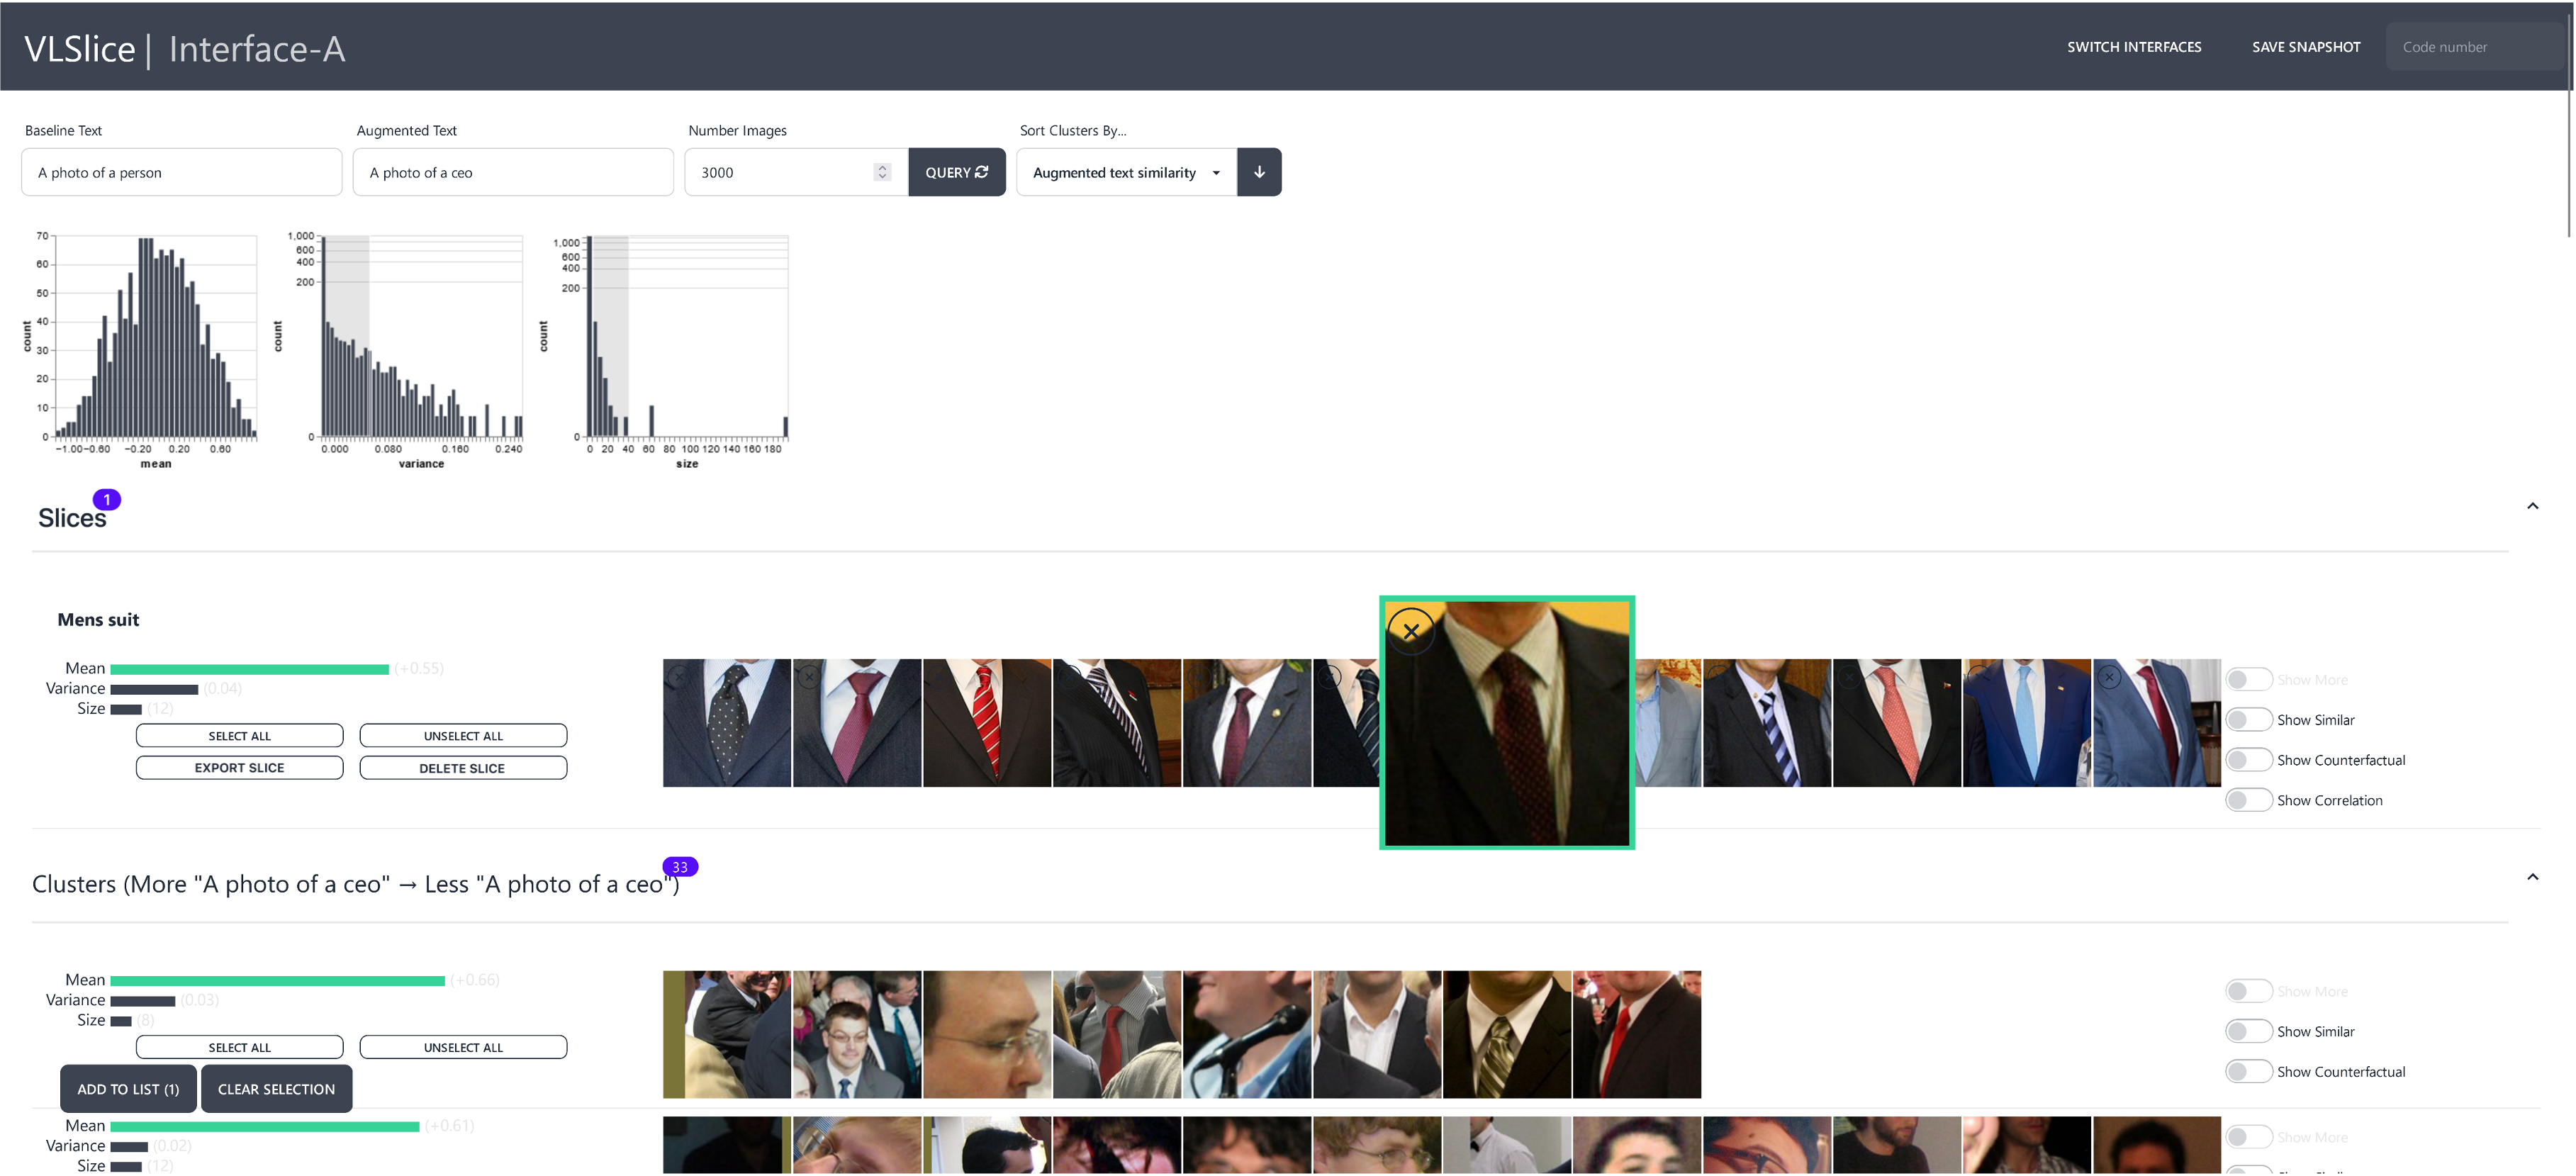 VLSlice | Interface-A
SWITCH INTERFACES
SAVE SNAPSHOT
Code number
Baseline Text
Augmented Text
Number Images
Sort Clusters By...
A photo of a person
A photo of a ceo
3000
QUERY
Augmented text similarity
70
60
50
40
30
20
10
0
count
−1.00 −0.60 −0.20 0.20 0.60
mean
1,000
600
400
200
0
count
0.000 0.080 0.160 0.240
variance
1,000
600
400
200
0
count
0 20 40 60 80 100 120 140 160 180
size
Slices
1
Mens suit
Mean (+0.55)
Variance (0.04)
Size (12)
SELECT ALL
UNSELECT ALL
EXPORT SLICE
DELETE SLICE
Show More
Show Similar
Show Counterfactual
Show Correlation
Clusters (More "A photo of a ceo" → Less "A photo of a ceo")
33
Mean (+0.66)
Variance (0.03)
Size (8)
SELECT ALL
UNSELECT ALL
Show More
Show Similar
Show Counterfactual
ADD TO LIST (1)
CLEAR SELECTION
Mean (+0.61)
Variance (0.02)
Size (12)
Show More